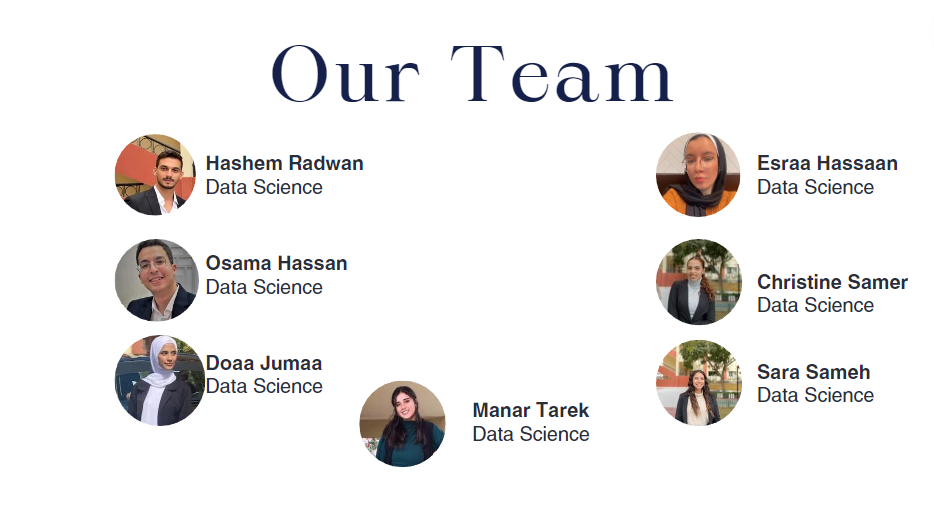 Our Team
Hashem Radwan
Data Science
Osama Hassan
Data Science
Doaa Jumaa
Data Science
Manar Tarek
Data Science
Esraa Hassaan
Data Science
Christine Samer
Data Science
Sara Sameh
Data Science